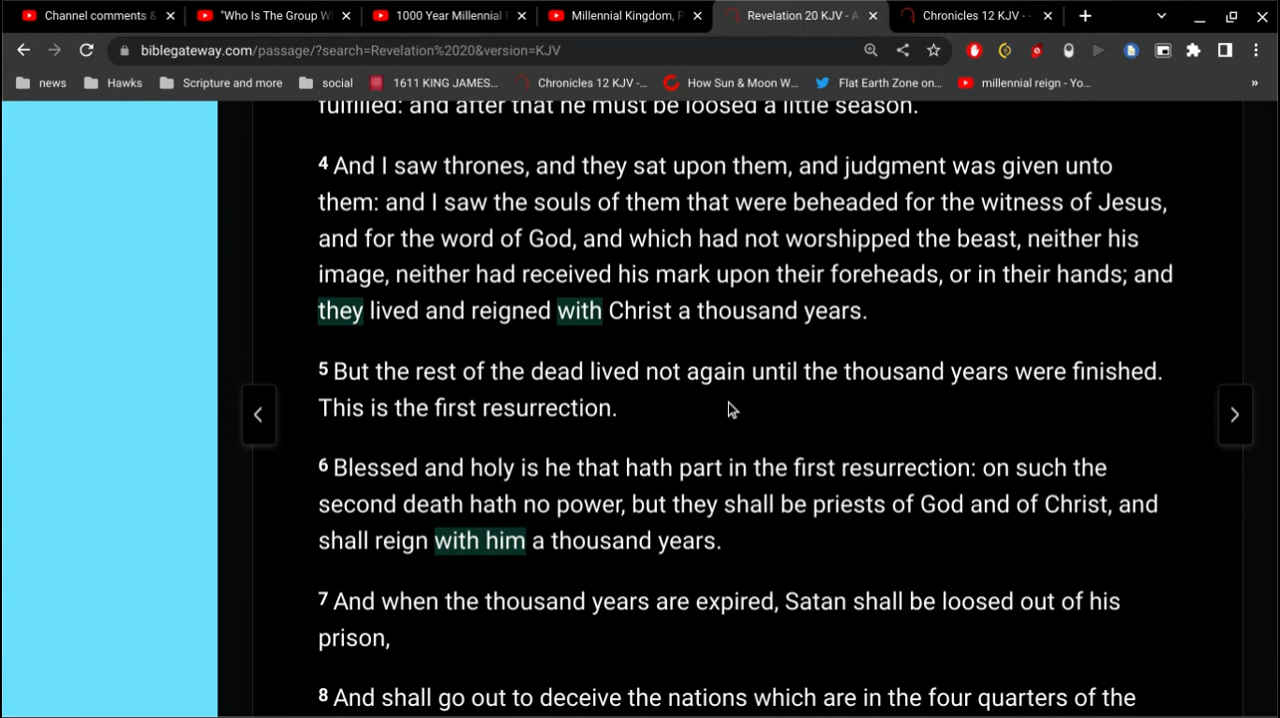 Channel comments &
"Who Is The Group W
1000 Year Millennial
Millennial Kingdom, P
Revelation 20 KJV - A
Chronicles 12 KJV -
biblegateway.com/passage/?search=Revelation%2020&version=KJV
news
Hawks
Scripture and more
social
1611 KING JAMES...
Chronicles 12 KJV -...
How Sun & Moon W...
Flat Earth Zone on...
millennial reign - Yo...
»
fulfilled: and after that he must be loosed a little season.
4 And I saw thrones, and they sat upon them, and judgment was given unto
them: and I saw the souls of them that were beheaded for the witness of Jesus,
and for the word of God, and which had not worshipped the beast, neither his
image, neither had received his mark upon their foreheads, or in their hands; and
they lived and reigned with Christ a thousand years.
5 But the rest of the dead lived not again until the thousand years were finished.
This is the first resurrection.
6 Blessed and holy is he that hath part in the first resurrection: on such the
second death hath no power, but they shall be priests of God and of Christ, and
shall reign with him a thousand years.
7 And when the thousand years are expired, Satan shall be loosed out of his
prison,
8 And shall go out to deceive the nations which are in the four quarters of the